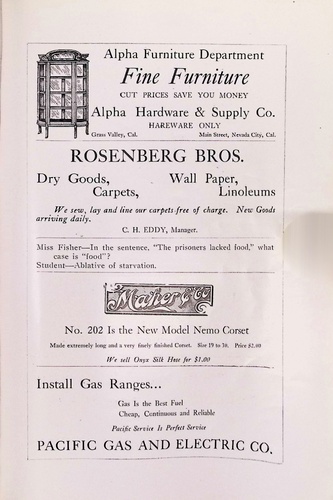 Alpha Furniture Department
Fine Furniture
CUT PRICES SAVE YOU MONEY
Alpha Hardware & Supply Co.
HAREWARE ONLY
Grass Valley, Cal. Main Street, Nevada City, Cal.
ROSENBERG BROS.
Dry Goods, Wall Paper,
Carpets, Linoleums
We sew, lay and line our carpets free of charge. New Goods
arriving daily.
C. H. EDDY, Manager.
Miss Fisher—In the sentence, "The prisoners lacked food," what
case is "food"?
Student—Ablative of starvation.
Maher & Co
No. 202 Is the New Model Nemo Corset
Made extremely long and a very finely finished Corset. Size 19 to 30. Price $2.00
We sell Onyx Silk Hose for $1.00
Install Gas Ranges...
Gas Is the Best Fuel
Cheap, Continuous and Reliable
Pacific Service Is Perfect Service
PACIFIC GAS AND ELECTRIC CO.